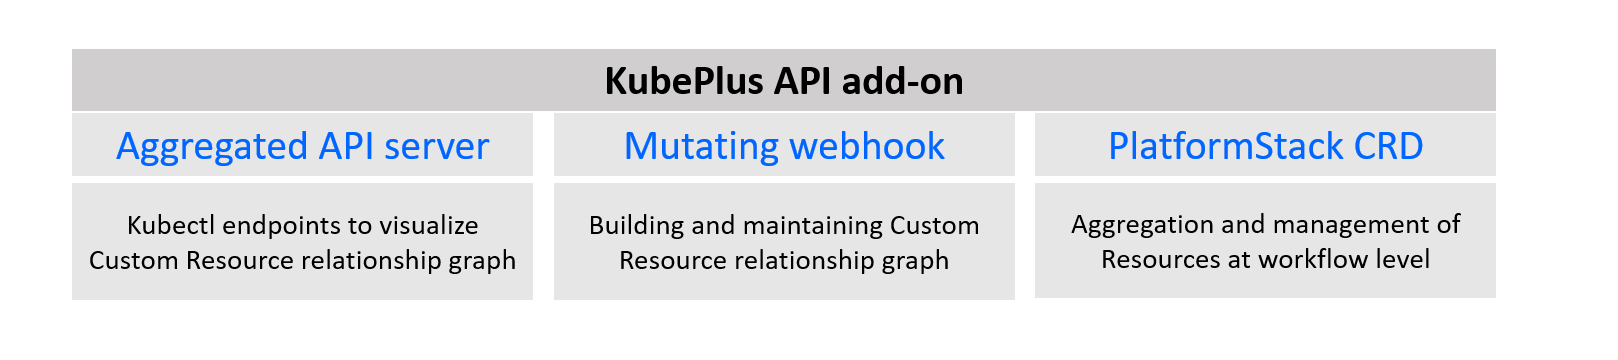 KubePlus API add-on
Aggregated API server
Mutating webhook
PlatformStack CRD
Kubectl endpoints to visualize
Custom Resource relationship graph
Building and maintaining Custom
Resource relationship graph
Aggregation and management of
Resources at workflow level